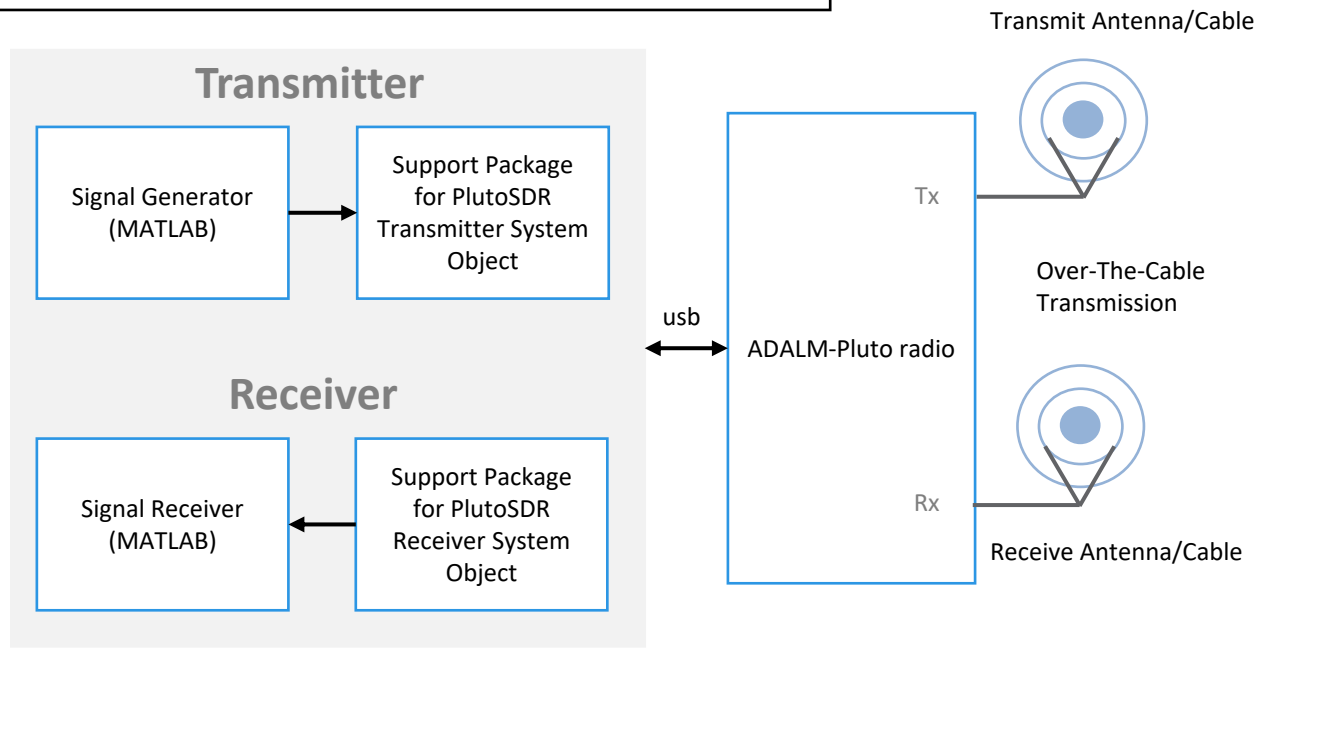 Transmit Antenna/Cable
Transmitter
Signal Generator
(MATLAB)
Support Package
for PlutoSDR
Transmitter System
Object
Tx
Over-The-Cable
Transmission
usb
ADALM-Pluto radio
Receiver
Signal Receiver
(MATLAB)
Support Package
for PlutoSDR
Receiver System
Object
Rx
Receive Antenna/Cable